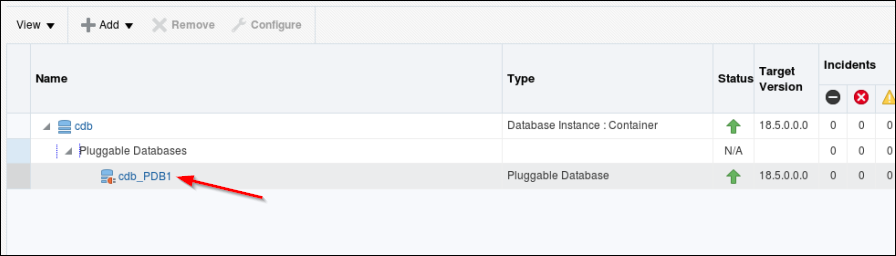 View Add Remove Configure
Name Type Status Target Version Incidents
cdb Database Instance : Container 18.5.0.0.0 0 0 0
Pluggable Databases N/A 0 0 0
cdb_PDB1 Pluggable Database 18.5.0.0.0 0 0 0